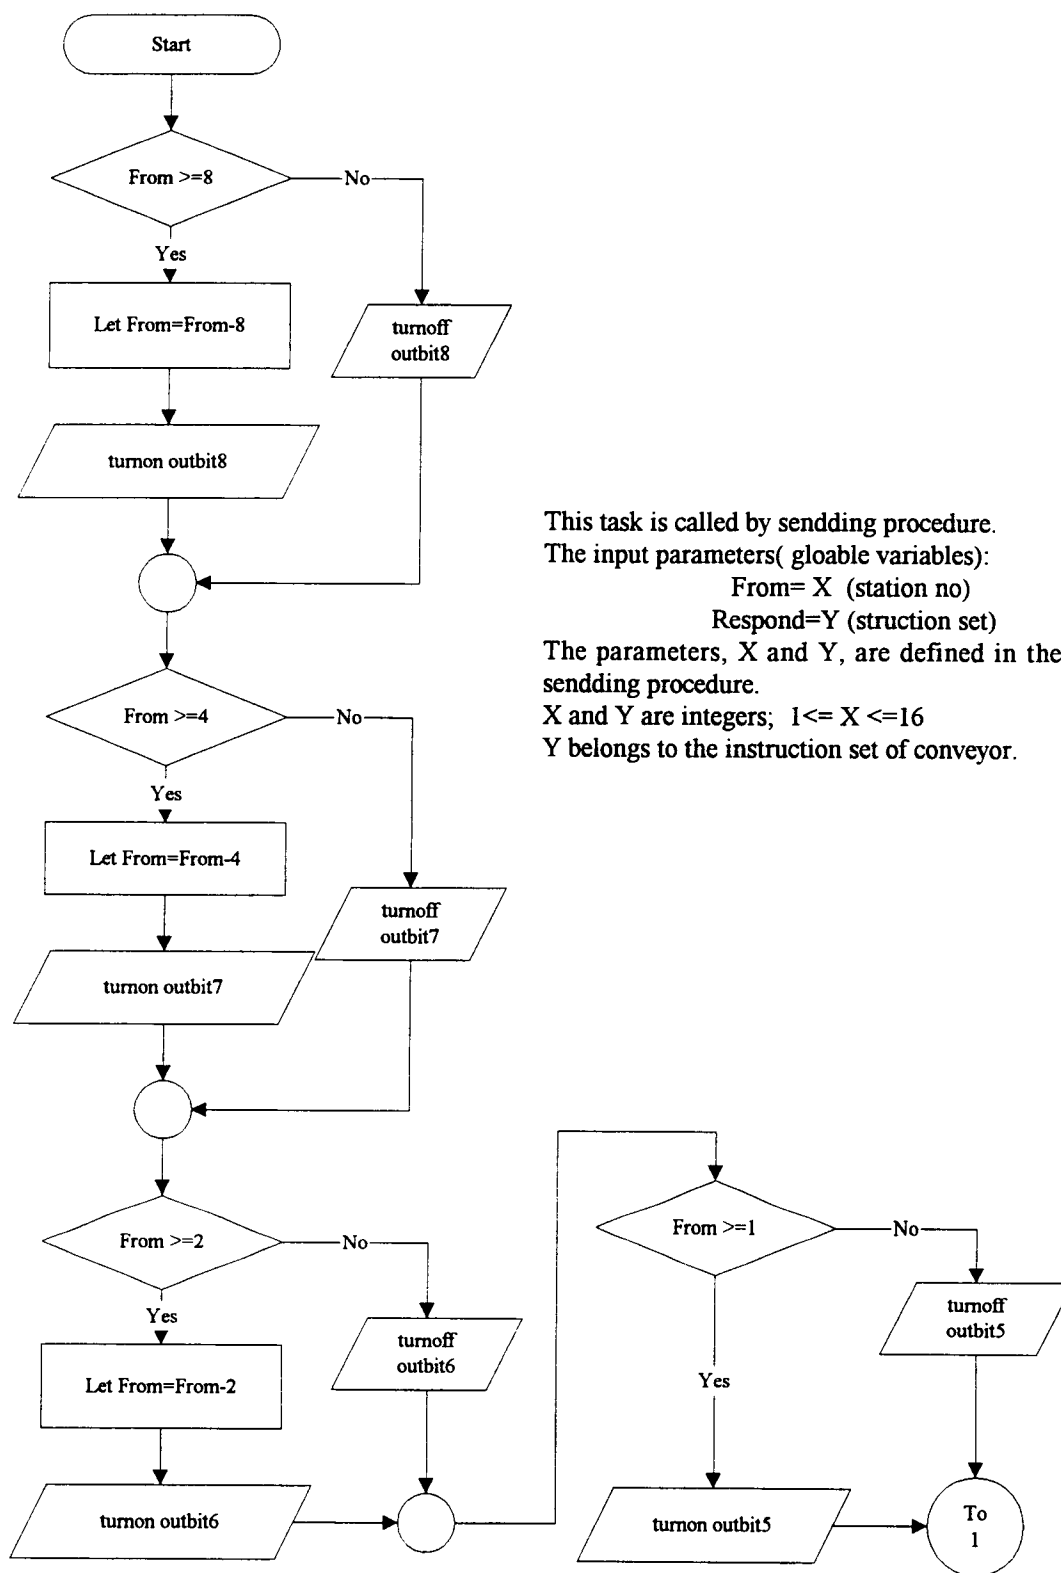 Start
From >=8
No
Yes
Let From=From-8
turnoff
outbit8
turnon outbit8
This task is called by sendding procedure.
The input parameters( gloable variables):
From= X (station no)
Respond=Y (struction set)
The parameters, X and Y, are defined in the
sendding procedure.
X and Y are integers; 1<= X <=16
Y belongs to the instruction set of conveyor.
From >=4
No
Yes
Let From=From-4
turnoff
outbit7
turnon outbit7
From >=2
No
Yes
Let From=From-2
turnoff
outbit6
turnon outbit6
From >=1
No
Yes
turnoff
outbit5
turnon outbit5
To
1